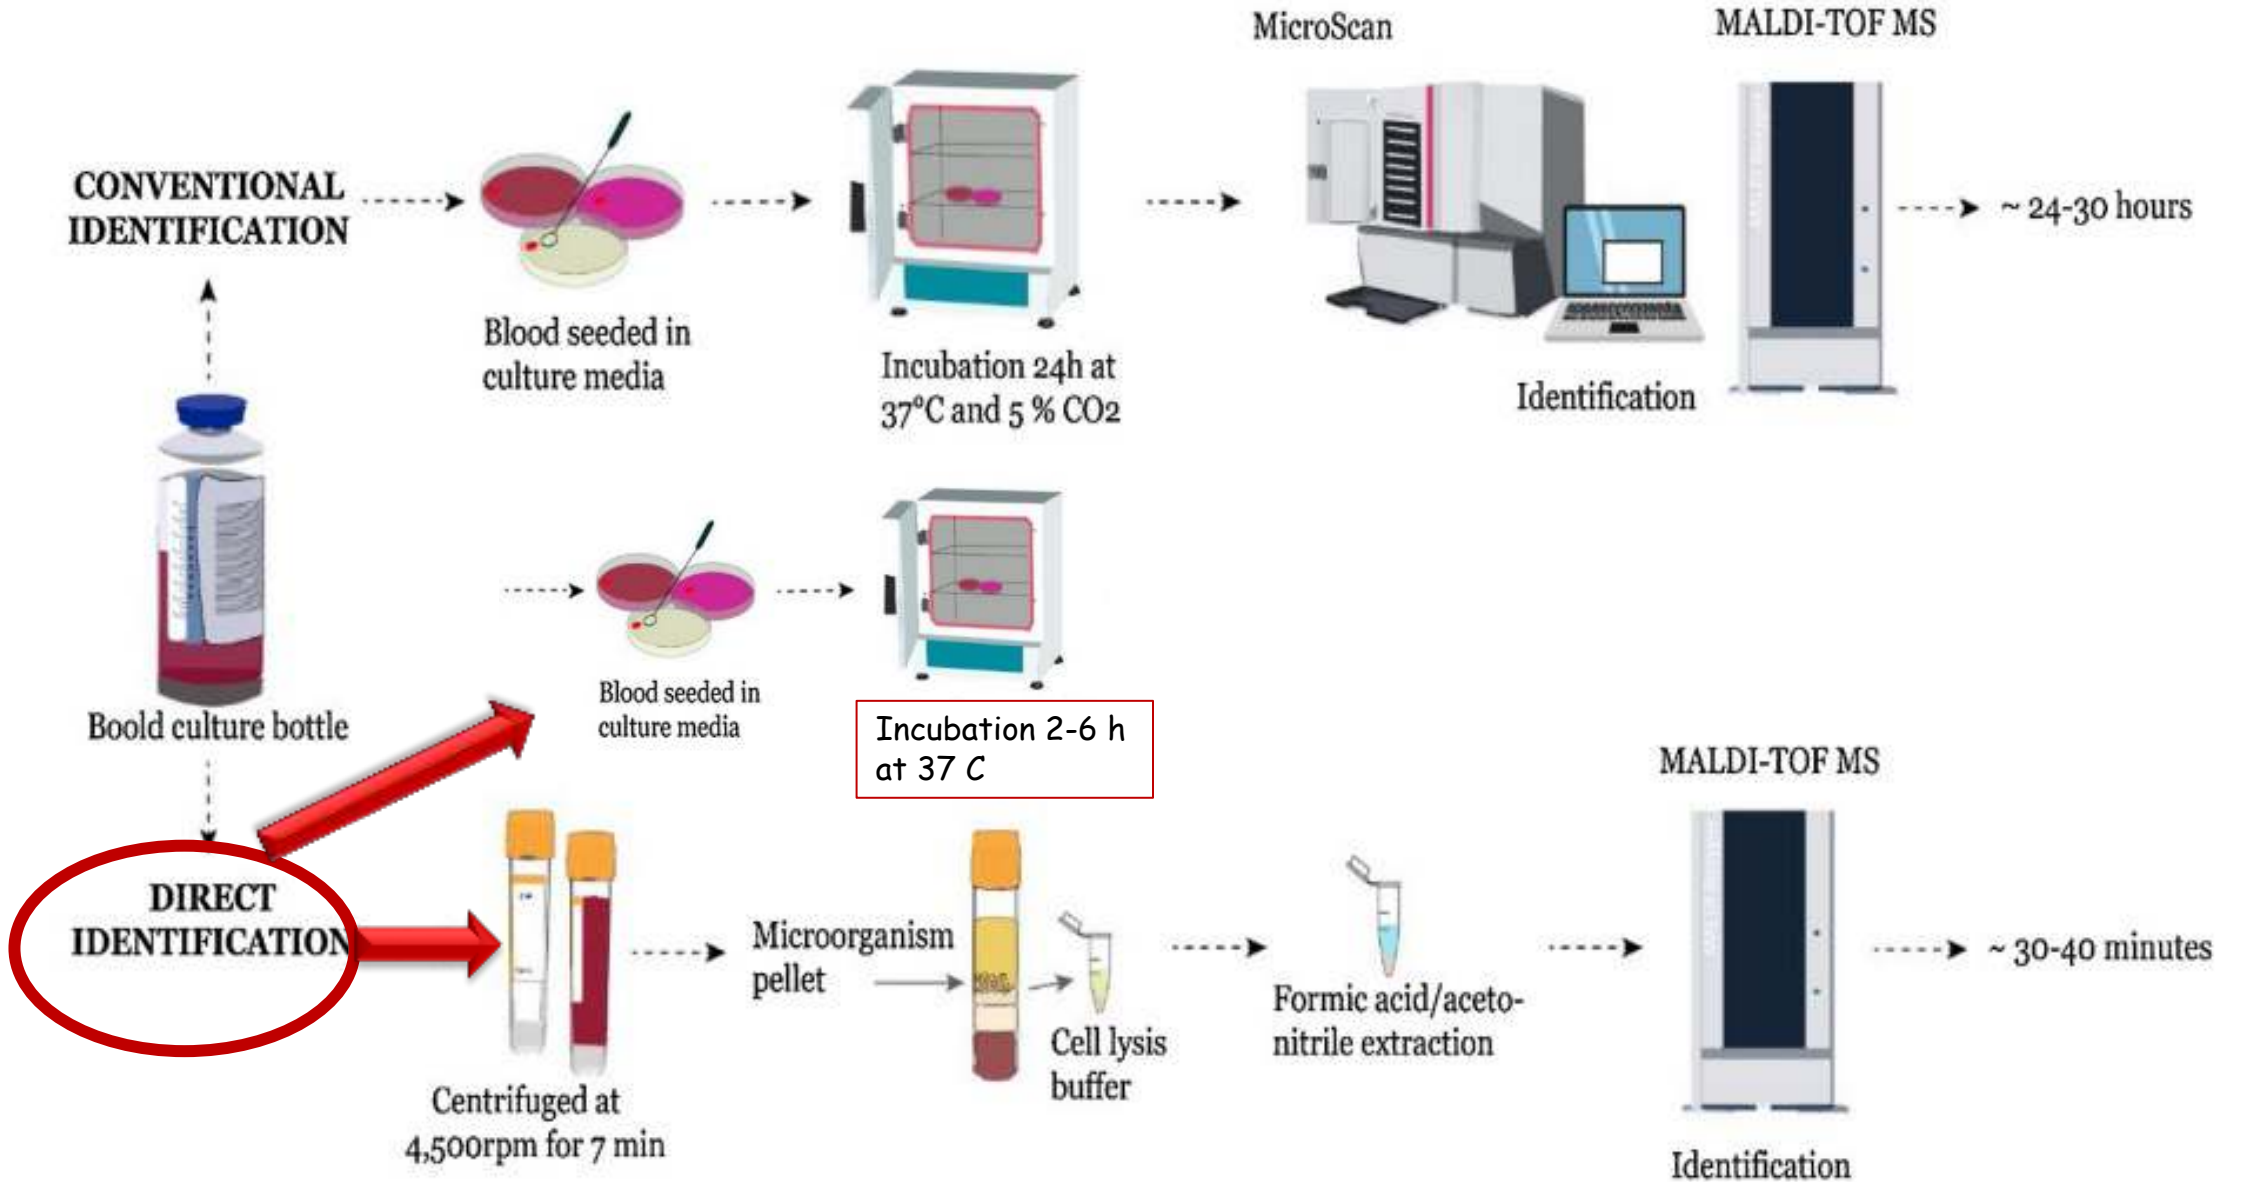 MicroScan
MALDI-TOF MS
CONVENTIONAL
IDENTIFICATION
~ 24-30 hours
Blood seeded in
culture media
Incubation 24h at
37ºC and 5 % CO2
Identification
Boold culture bottle
Blood seeded in
culture media
Incubation 2-6 h
at 37 C
MALDI-TOF MS
DIRECT
IDENTIFICATION
Microorganism
pellet
~ 30-40 minutes
Formic acid/aceto-
nitrile extraction
Cell lysis
buffer
Centrifuged at
4,500rpm for 7 min
Identification